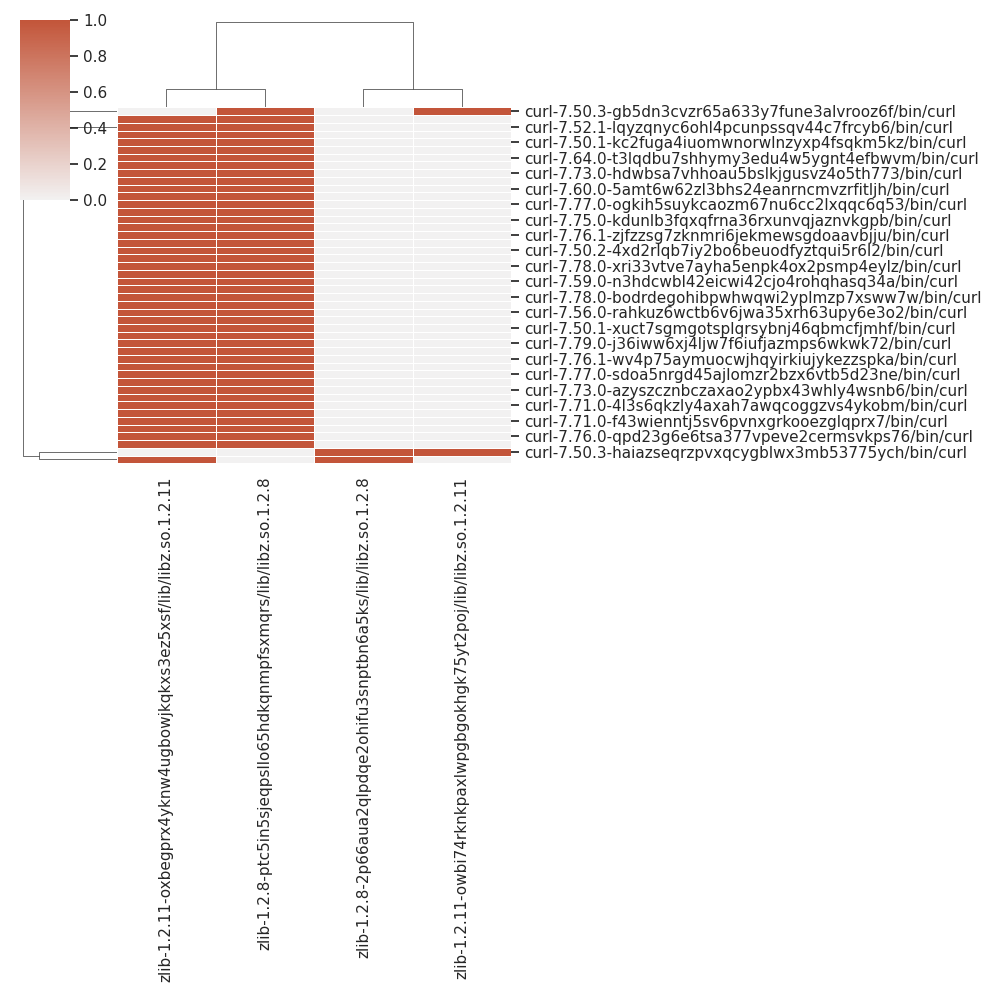 1.0
0.8
0.6
0.4
0.2
0.0
curl-7.50.3-gb5dn3cvzr65a633y7fune3alvrooz6f/bin/curl
curl-7.52.1-lqyzqnyc6ohl4pcunpssqv44c7frcyb6/bin/curl
curl-7.50.1-kc2fuga4iuomwnorwlnzyxp4fsqkm5kz/bin/curl
curl-7.64.0-t3lqdbu7shhymy3edu4w5ygnt4efbwvm/bin/curl
curl-7.73.0-hdwbsa7vhhoau5bslkjgusvz4o5th773/bin/curl
curl-7.60.0-5amt6w62zl3bhs24eanrncmvzrfitljh/bin/curl
curl-7.77.0-ogkih5suykcaozm67nu6cc2lxqqc6q53/bin/curl
curl-7.75.0-kdunlb3fqxqfrna36rxunvqjaznvkgpb/bin/curl
curl-7.76.1-zjfzzsg7zknmri6jekmewsgdoaavbjju/bin/curl
curl-7.50.2-4xd2rlqb7iy2bo6beuodfyztqui5r6l2/bin/curl
curl-7.78.0-xri33vtve7ayha5enpk4ox2psmp4eylz/bin/curl
curl-7.59.0-n3hdcwbl42eicwi42cjo4rohqhasq34a/bin/curl
curl-7.78.0-bodrdegohibpwhwqwi2yplmzp7xsww7w/bin/curl
curl-7.56.0-rahkuz6wctb6v6jwa35xrh63upy6e3o2/bin/curl
curl-7.50.1-xuct7sgmgotsplqrsybnj46qbmcfjmhf/bin/curl
curl-7.79.0-j36iww6xj4ljw7f6iufjazmps6wkwk72/bin/curl
curl-7.76.1-wv4p75aymuocwjhqyirkiujykezzspka/bin/curl
curl-7.77.0-sdoa5nrgd45ajlomzr2bzx6vtb5d23ne/bin/curl
curl-7.73.0-azyszcznbczaxao2ypbx43whly4wsnb6/bin/curl
curl-7.71.0-4l3s6qkzly4axah7awqcoggzvs4ykobm/bin/curl
curl-7.71.0-f43wienntj5sv6pvnxgrkooezglqprx7/bin/curl
curl-7.76.0-qpd23g6e6tsa377vpeve2cermsvkps76/bin/curl
curl-7.50.3-haiazseqrzpvxqcygblwx3mb53775ych/bin/curl
zlib-1.2.11-oxbegprx4yknw4ugbowjkqkxs3ez5xsf/lib/libz.so.1.2.11
zlib-1.2.8-ptc5in5sjeqpsllo65hdkqnmpfsxmqrs/lib/libz.so.1.2.8
zlib-1.2.8-2p66aua2qlpdqe2ohifu3snptbn6a5ks/lib/libz.so.1.2.8
zlib-1.2.11-owbi74rknkpaxlwpgbgokhgk75yt2poj/lib/libz.so.1.2.11